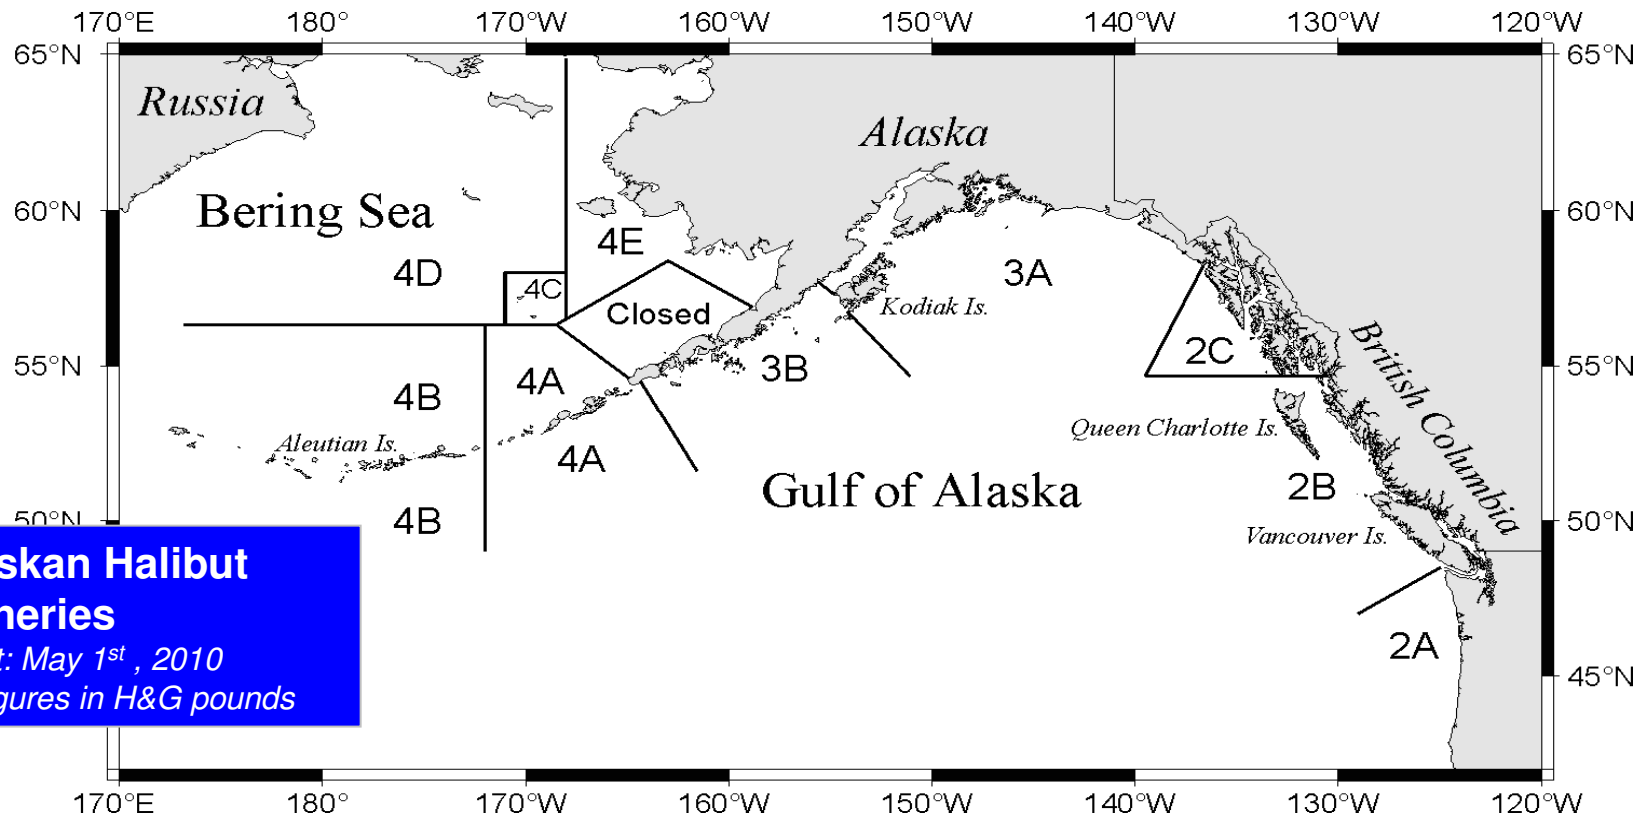 170°E 180° 170°W 160°W 150°W 140°W 130°W 120°W
65°N 65°N
Russia
Alaska
Bering Sea
60°N 60°N
4E
4D 4C 3A
Closed
Kodiak Is.
British Columbia
2C
55°N 3B 55°N
4A
4B
Queen Charlotte Is.
Aleutian Is.
4A
Gulf of Alaska
2B
4B
50°N 50°N
Vancouver Is.
skan Halibut
neries
t: May 1st , 2010
gures in H&G pounds
2A
45°N
170°E 180° 170°W 160°W 150°W 140°W 130°W 120°W